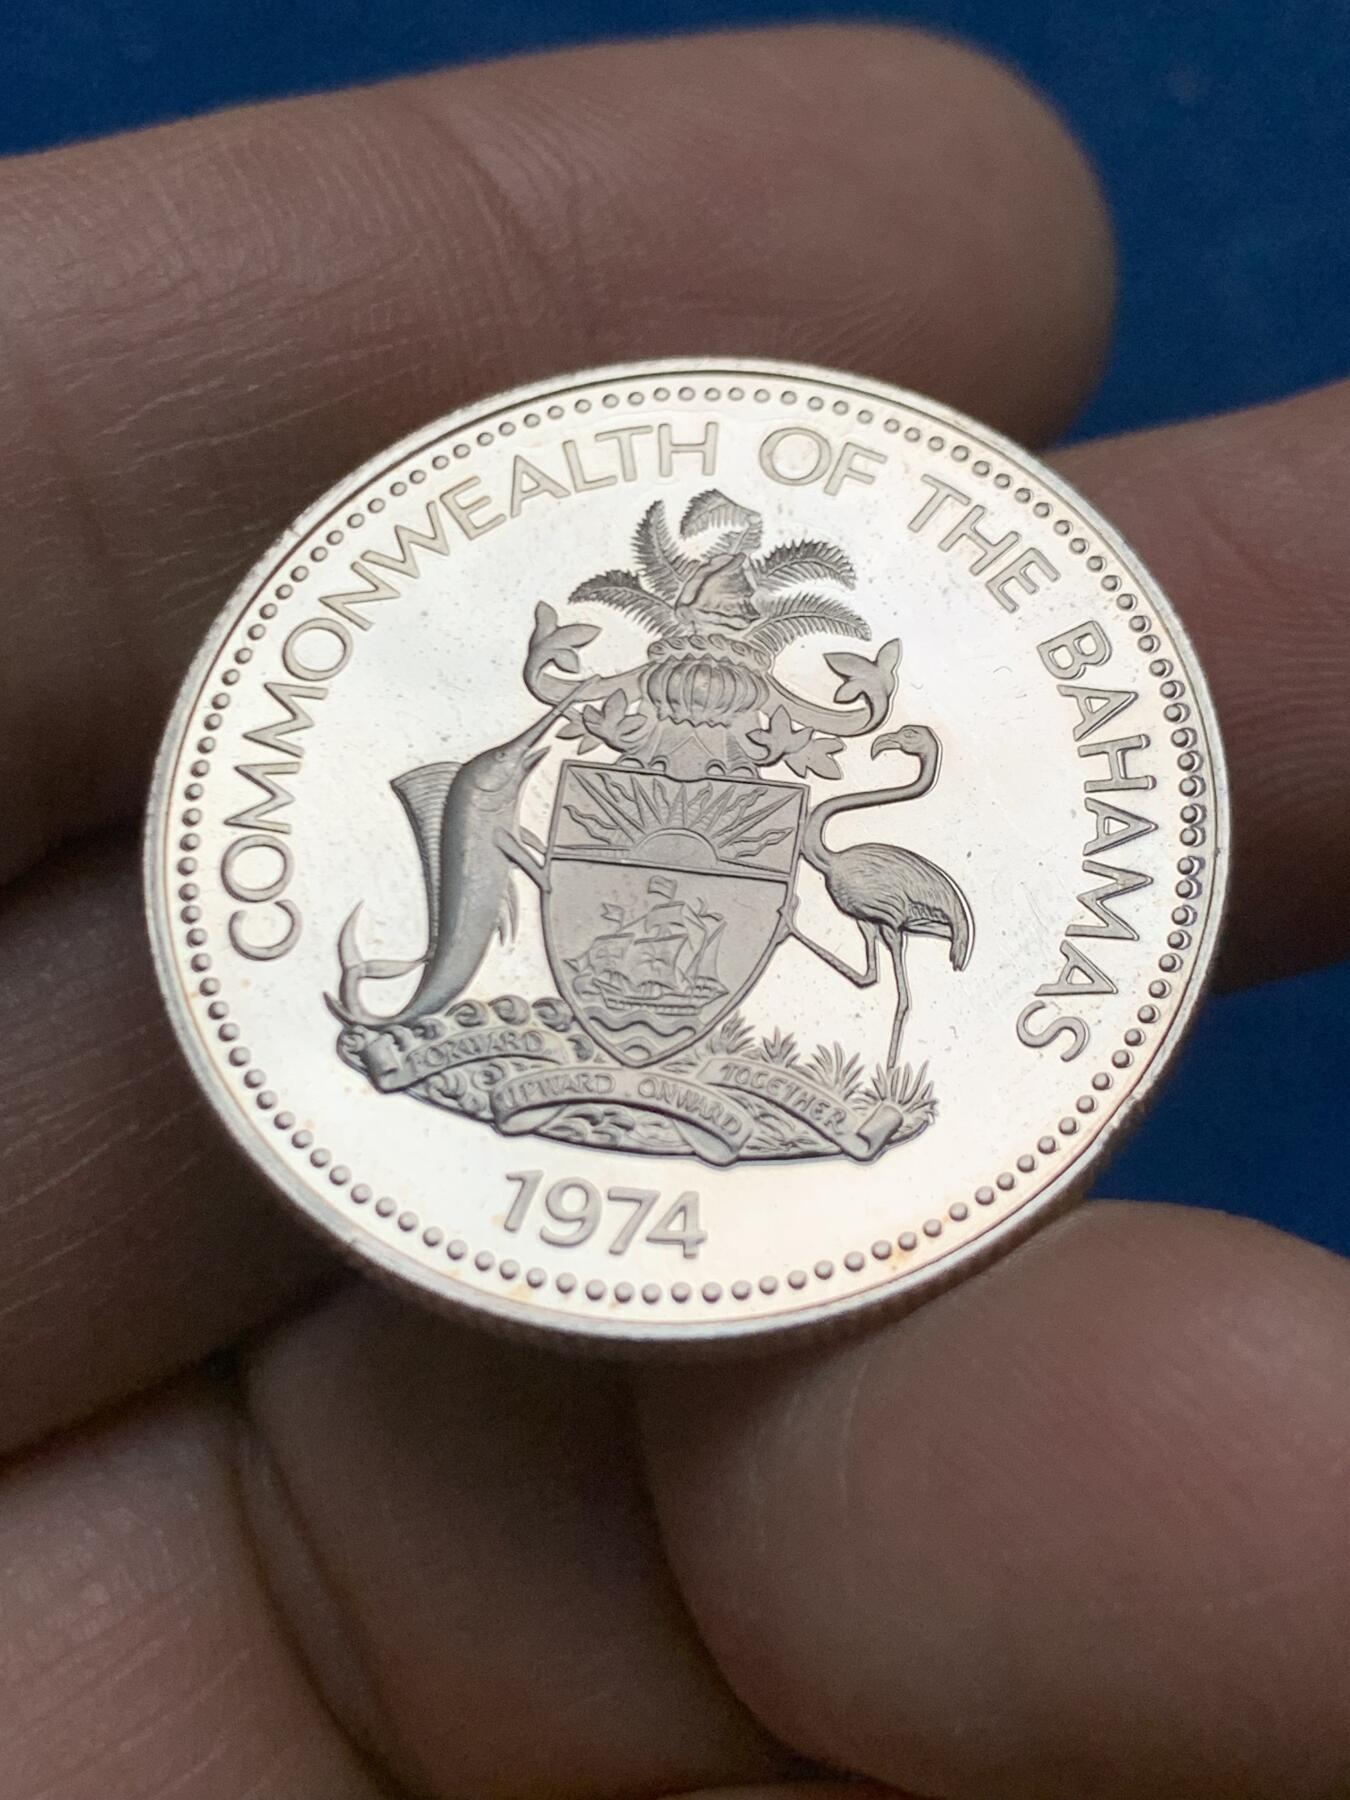 COMMONWEALTH OF THE BAHAMAS
FORWARD UPWARD ONWARD TOGETHER
1974